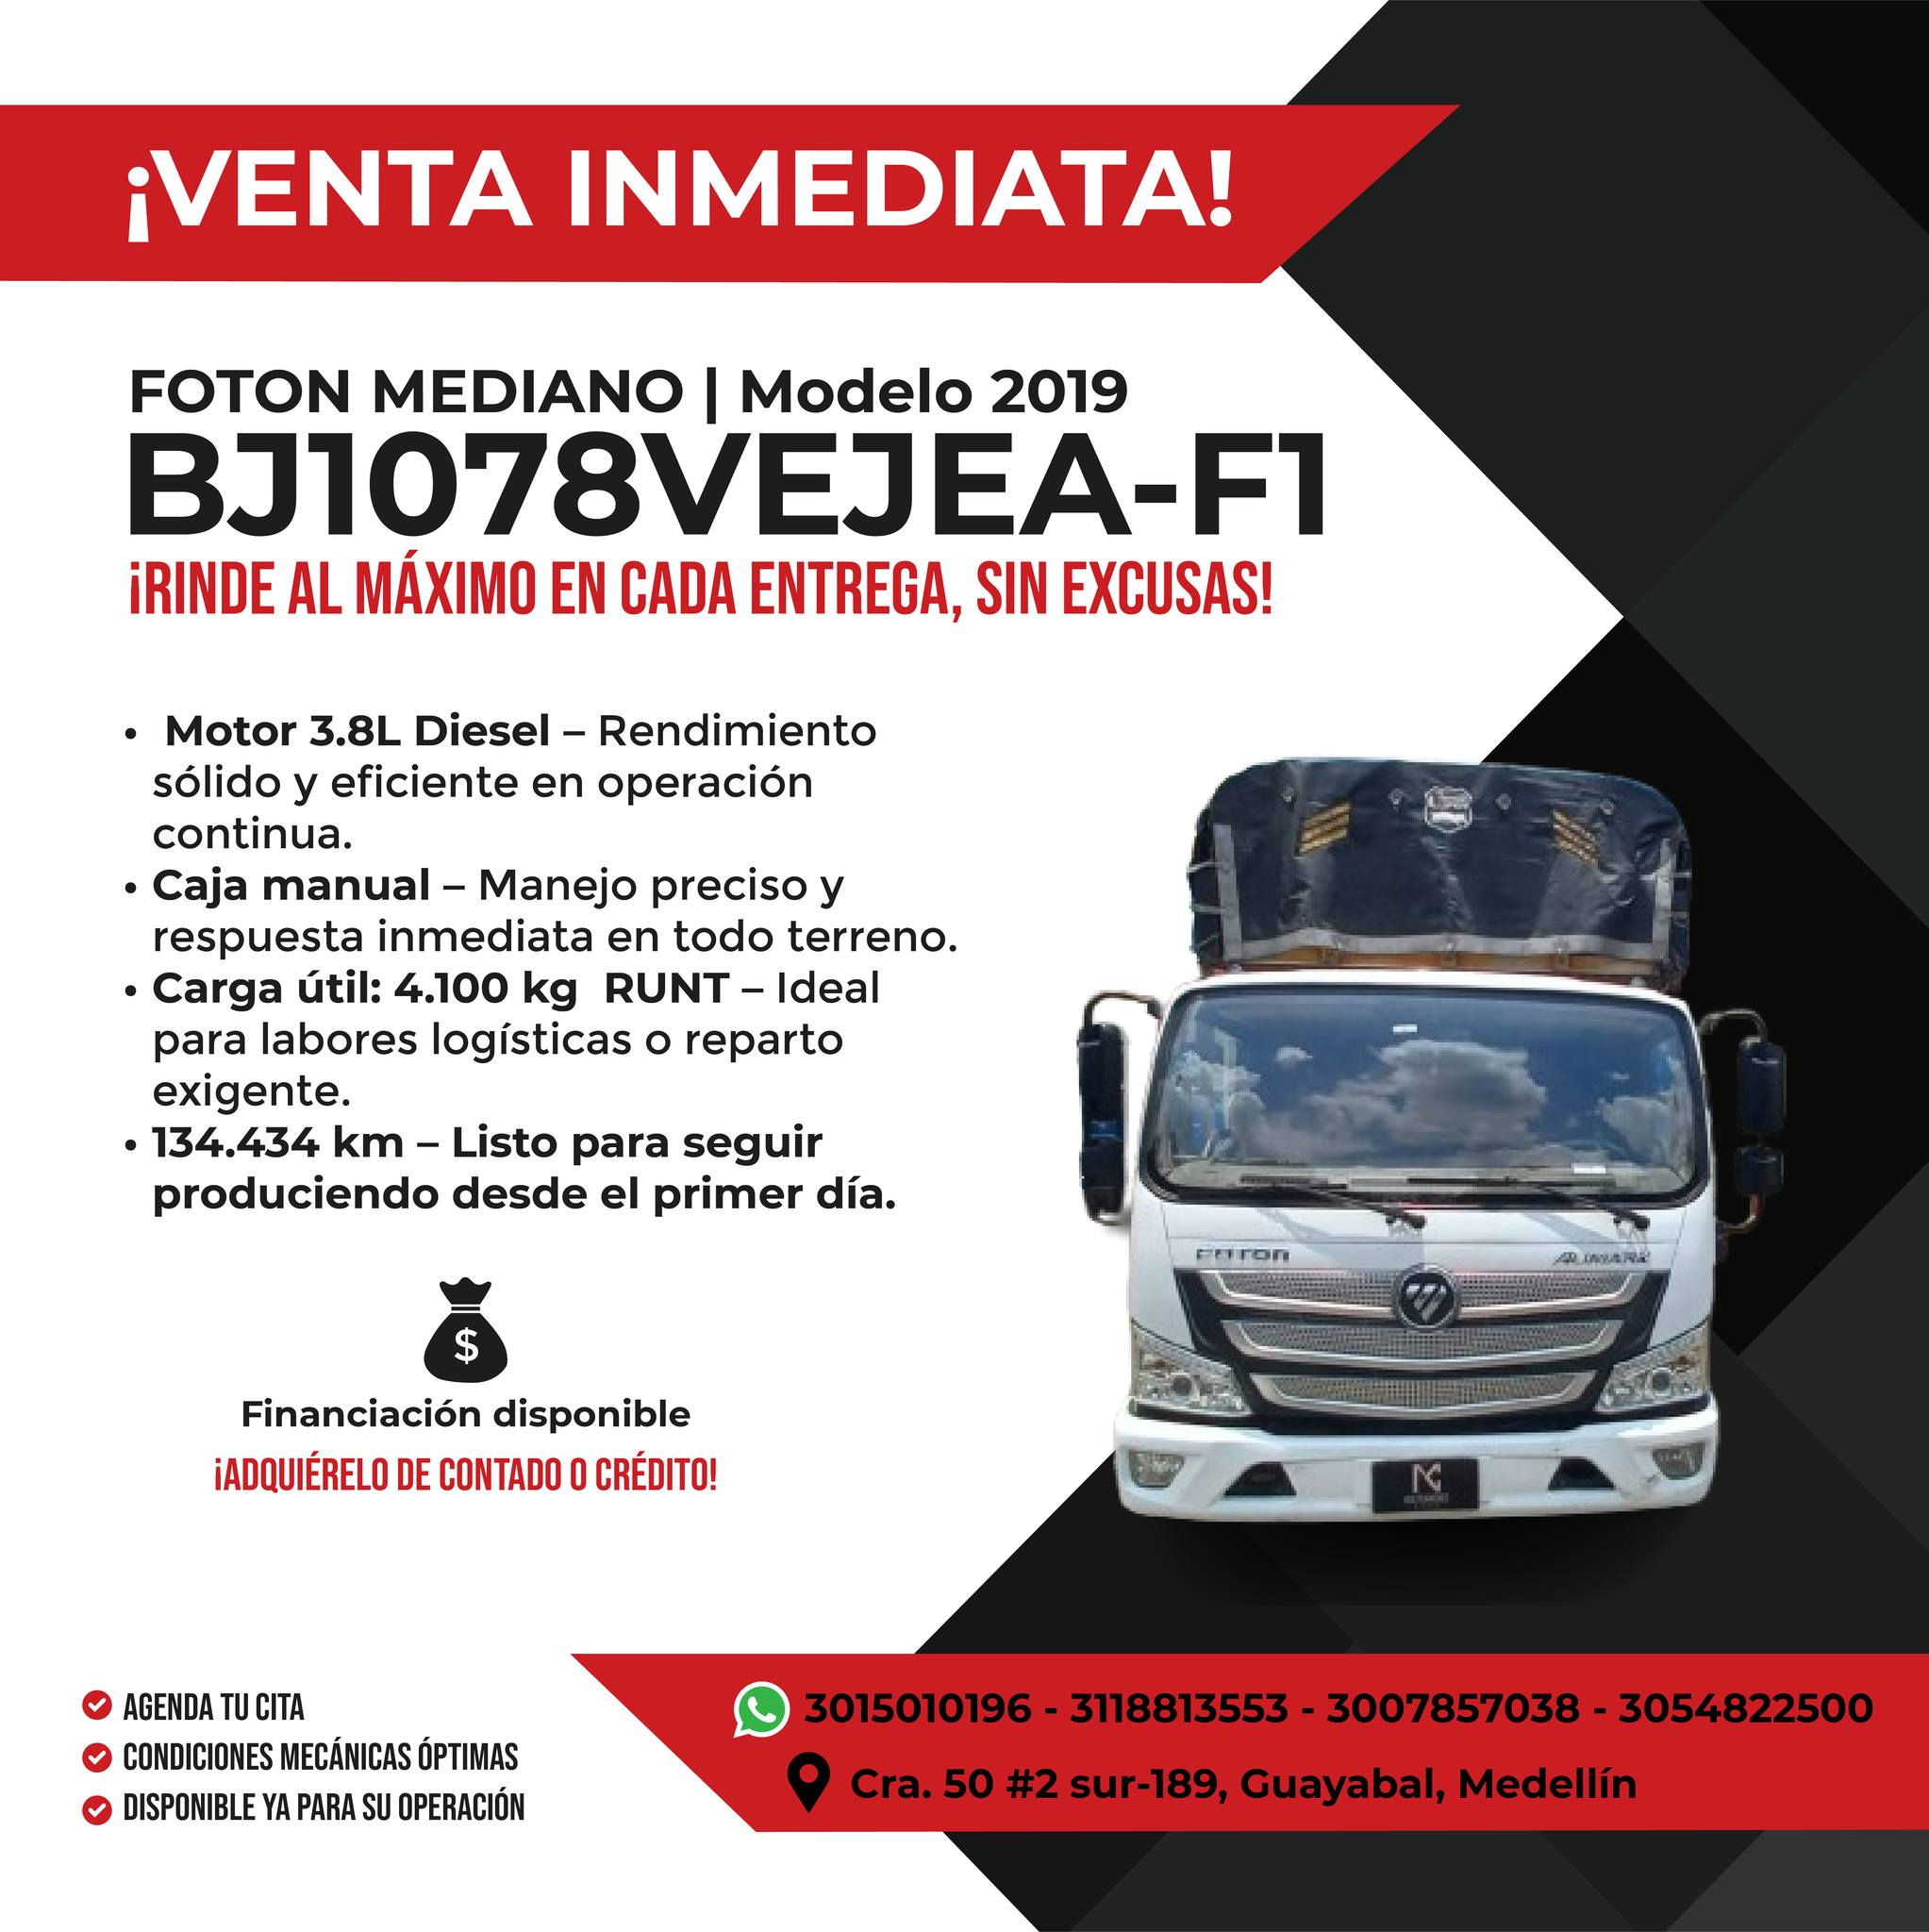 ¡VENTA INMEDIATA!
FOTON MEDIANO | Modelo 2019
BJ1078VEJEA-F1
¡RINDE AL MÁXIMO EN CADA ENTREGA, SIN EXCUSAS!
• Motor 3.8L Diesel – Rendimiento
sólido y eficiente en operación
continua.
• Caja manual – Manejo preciso y
respuesta inmediata en todo terreno.
• Carga útil: 4.100 kg RUNT – Ideal
para labores logísticas o reparto
exigente.
• 134.434 km – Listo para seguir
produciendo desde el primer día.
FOTON
AUMARK
$
Financiación disponible
¡ADQUIÉRELO DE CONTADO O CRÉDITO!
AGENDA TU CITA
CONDICIONES MECÁNICAS ÓPTIMAS
DISPONIBLE YA PARA SU OPERACIÓN
3015010196 - 3118813553 - 3007857038 - 3054822500
Cra. 50 #2 sur-189, Guayabal, Medellín